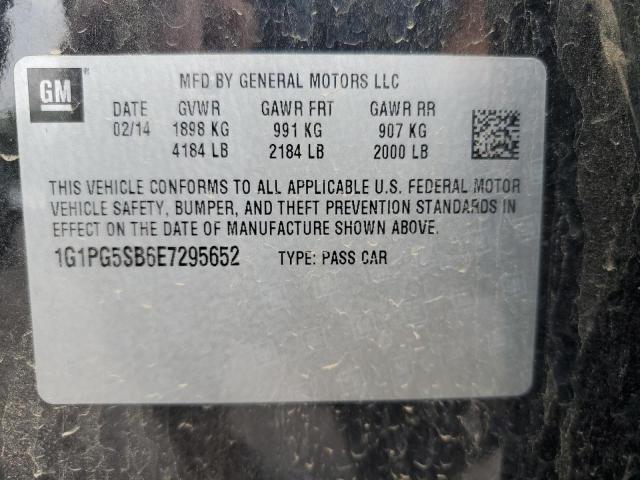 GM ® MFD BY GENERAL MOTORS LLC
DATE GVWR GAWR FRT GAWR RR
02/14 1898 KG 991 KG 907 KG
4184 LB 2184 LB 2000 LB
THIS VEHICLE CONFORMS TO ALL APPLICABLE U.S. FEDERAL MOTOR
VEHICLE SAFETY, BUMPER, AND THEFT PREVENTION STANDARDS IN
EFFECT ON THE DATE OF MANUFACTURE SHOWN ABOVE.
1G1PG5SB6E7295652 TYPE: PASS CAR